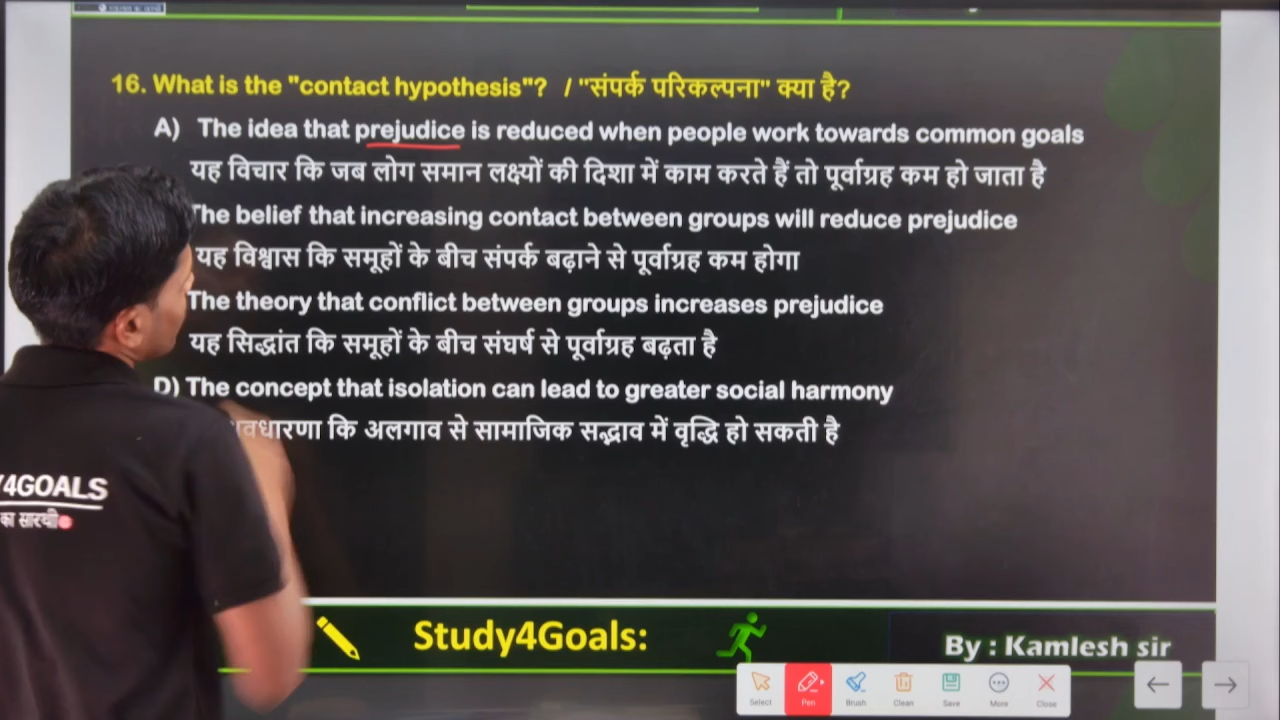 16. What is the "contact hypothesis"? / "संपर्क परिकल्पना" क्या है?
A) The idea that prejudice is reduced when people work towards common goals
यह विचार कि जब लोग समान लक्ष्यों की दिशा में काम करते हैं तो पूर्वाग्रह कम हो जाता है
The belief that increasing contact between groups will reduce prejudice
यह विश्वास कि समूहों के बीच संपर्क बढ़ाने से पूर्वाग्रह कम होगा
The theory that conflict between groups increases prejudice
यह सिद्धांत कि समूहों के बीच संघर्ष से पूर्वाग्रह बढ़ता है
D) The concept that isolation can lead to greater social harmony
वधारणा कि अलगाव से सामाजिक सद्भाव में वृद्धि हो सकती है
Y4GOALS
का सारथी
Study4Goals:
By : Kamlesh sir
Select Pen Brush Clean Save More Close